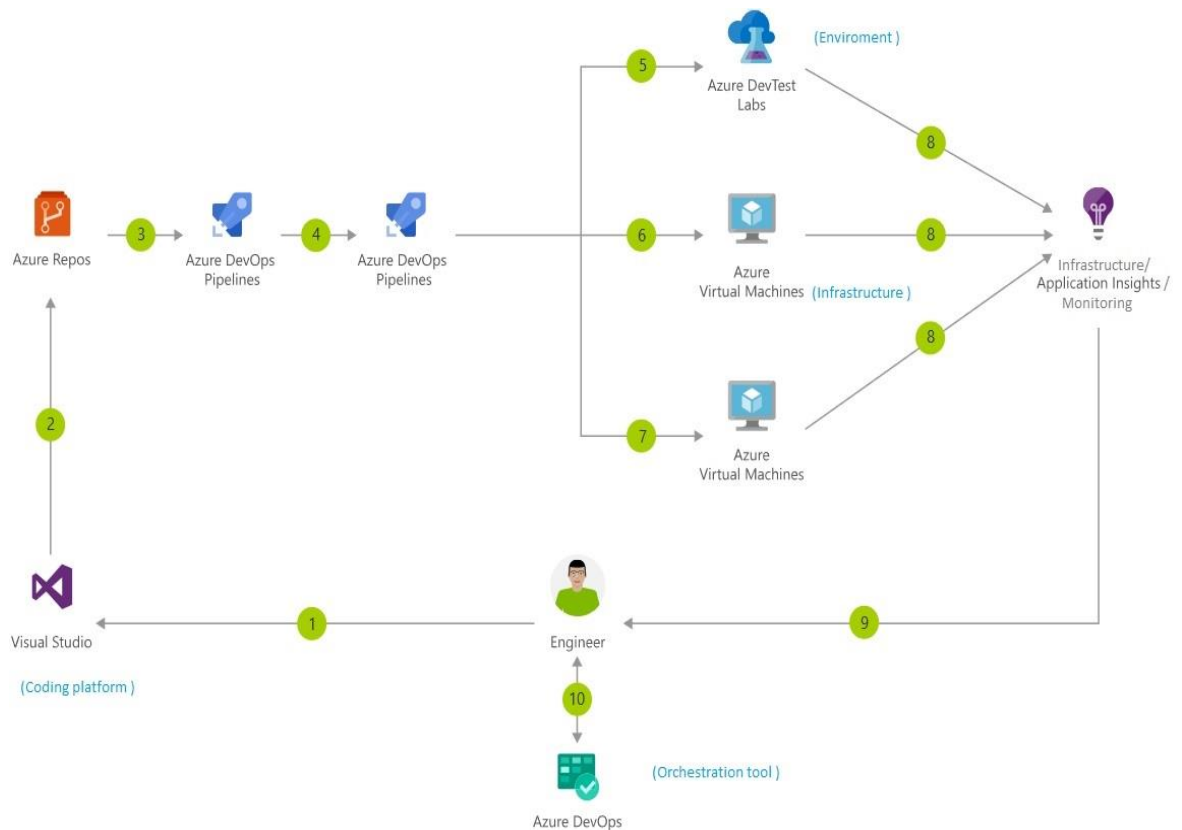 (Enviroment )
5
Azure DevTest
Labs
8
Azure Repos
3
Azure DevOps
Pipelines
4
Azure DevOps
Pipelines
6
Azure
Virtual Machines
(Infrastructure )
8
Infrastructure/
Application Insights /
Monitoring
8
2
7
Azure
Virtual Machines
Visual Studio
(Coding platform )
1
Engineer
9
10
(Orchestration tool )
Azure DevOps